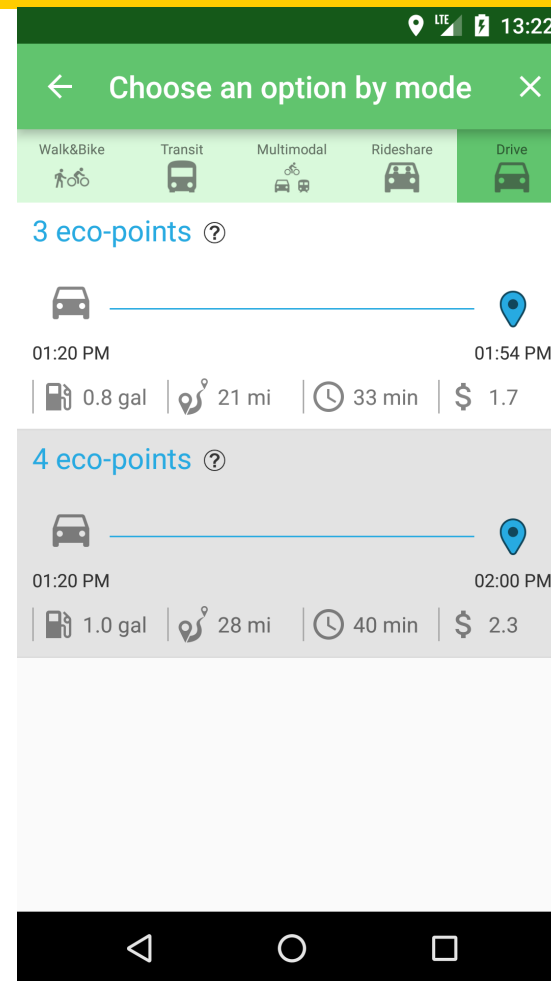 LTE 13:22
Choose an option by mode
Walk&Bike Transit Multimodal Rideshare Drive
3 eco-points ?
01:20 PM 01:54 PM
0.8 gal 21 mi 33 min $ 1.7
4 eco-points ?
01:20 PM 02:00 PM
1.0 gal 28 mi 40 min $ 2.3